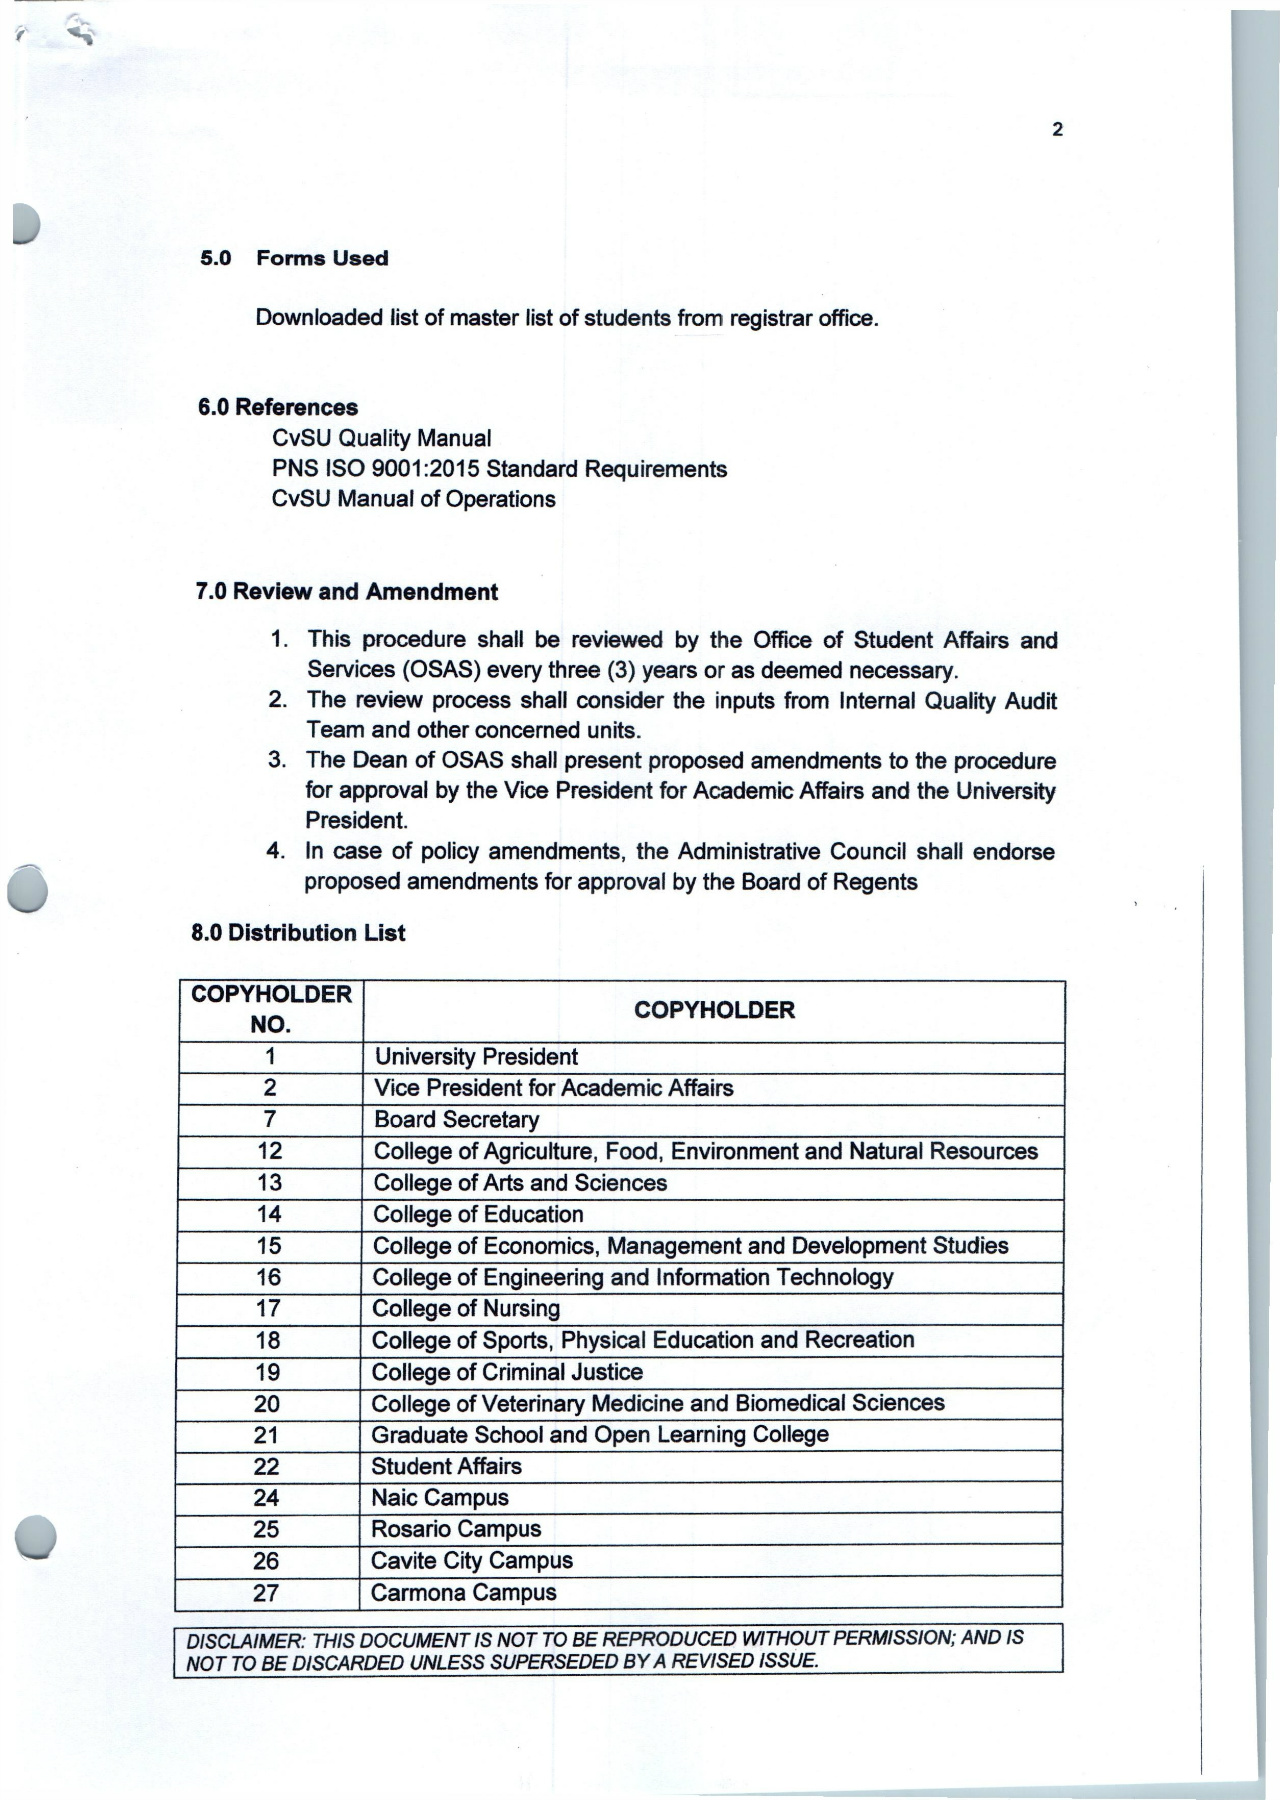 2
5.0 Forms Used
Downloaded list of master list of students from registrar office.
6.0 References
CvSU Quality Manual
PNS ISO 9001:2015 Standard Requirements
CvSU Manual of Operations
7.0 Review and Amendment
1. This procedure shall be reviewed by the Office of Student Affairs and
Services (OSAS) every three (3) years or as deemed necessary.
2. The review process shall consider the inputs from Internal Quality Audit
Team and other concerned units.
3. The Dean of OSAS shall present proposed amendments to the procedure
for approval by the Vice President for Academic Affairs and the University
President.
4. In case of policy amendments, the Administrative Council shall endorse
proposed amendments for approval by the Board of Regents
8.0 Distribution List
COPYHOLDER
NO.
COPYHOLDER
1 University President
2 Vice President for Academic Affairs
7 Board Secretary
12 College of Agriculture, Food, Environment and Natural Resources
13 College of Arts and Sciences
14 College of Education
15 College of Economics, Management and Development Studies
16 College of Engineering and Information Technology
17 College of Nursing
18 College of Sports, Physical Education and Recreation
19 College of Criminal Justice
20 College of Veterinary Medicine and Biomedical Sciences
21 Graduate School and Open Learning College
22 Student Affairs
24 Naic Campus
25 Rosario Campus
26 Cavite City Campus
27 Carmona Campus
DISCLAIMER: THIS DOCUMENT IS NOT TO BE REPRODUCED WITHOUT PERMISSION; AND IS
NOT TO BE DISCARDED UNLESS SUPERSEDED BY A REVISED ISSUE.